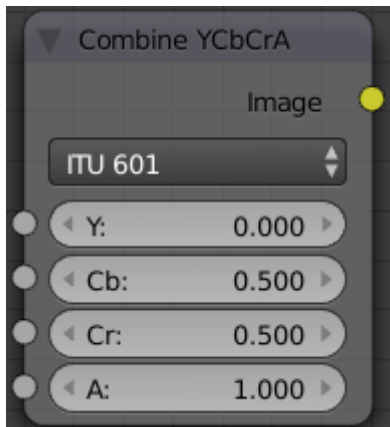 Combine YCbCrA
Image
ITU 601
Y: 0.000
Cb: 0.500
Cr: 0.500
A: 1.000